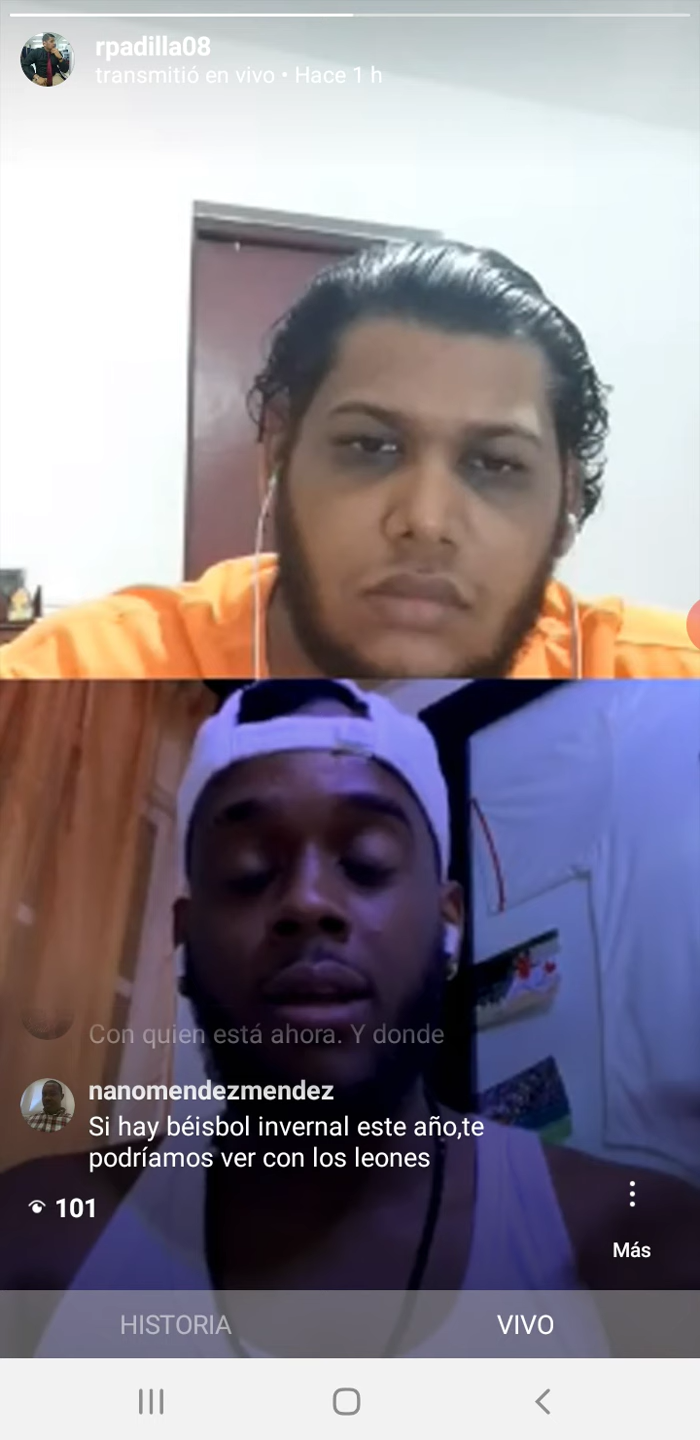 rpadilla08
transmitió en vivo • Hace 1 h
Con quien está ahora. Y donde
nanomendezmendez
Si hay béisbol invernal este año,te
podríamos ver con los leones
101
Más
HISTORIA
VIVO